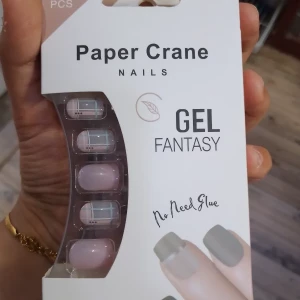 PCS
Paper Crane
NAILS
GEL
FANTASY
No Need Glue